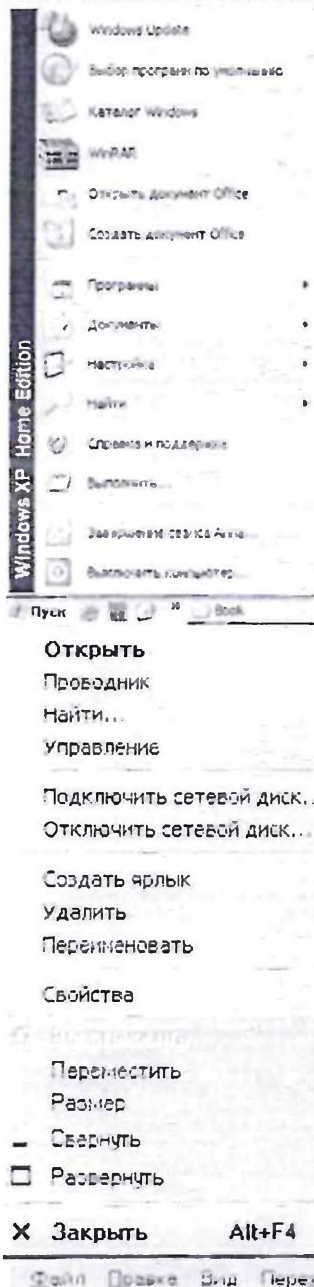 Windows Update
Выбор программ по умолчанию
Каталог Windows
WinRAR
Открыть документ Office
Создать документ Office
Программы
Документы
Настройка
Найти
Справка и поддержка
Выполнить...
Завершение сеанса Анна...
Выключить компьютер...
Windows XP Home Edition
Пуск » Book
Открыть
Проводник
Найти...
Управление
Подключить сетевой диск...
Отключить сетевой диск...
Создать ярлык
Удалить
Переименовать
Свойства
Восстановить
Переместить
Размер
Свернуть
Развернуть
Закрыть Alt+F4
Файл Правка Вид